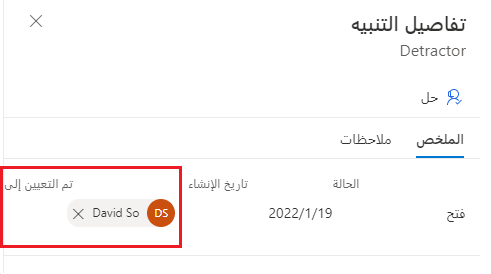 تفاصيل التنبيه
Detractor
حل
الملخص ملاحظات
الحالة تاريخ الإنشاء تم التعيين إلى
فتح 2022/1/19 DS David So